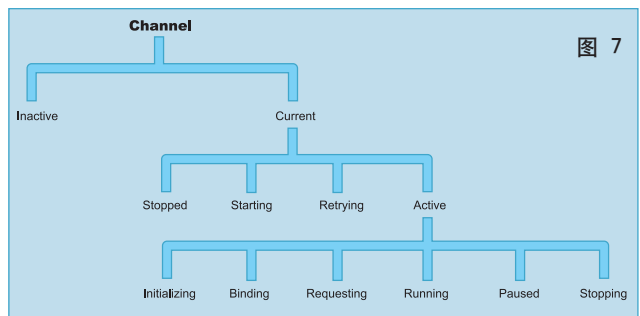 Channel
图 7
Inactive Current
Stopped Starting Retrying Active
Initializing Binding Requesting Running Paused Stopping